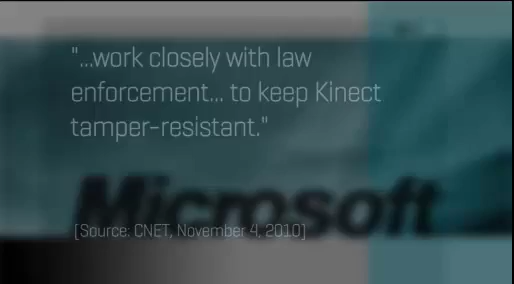 "...work closely with law
enforcement... to keep Kinect
tamper-resistant."
Microsoft
[Source: CNET, November 4, 2010]